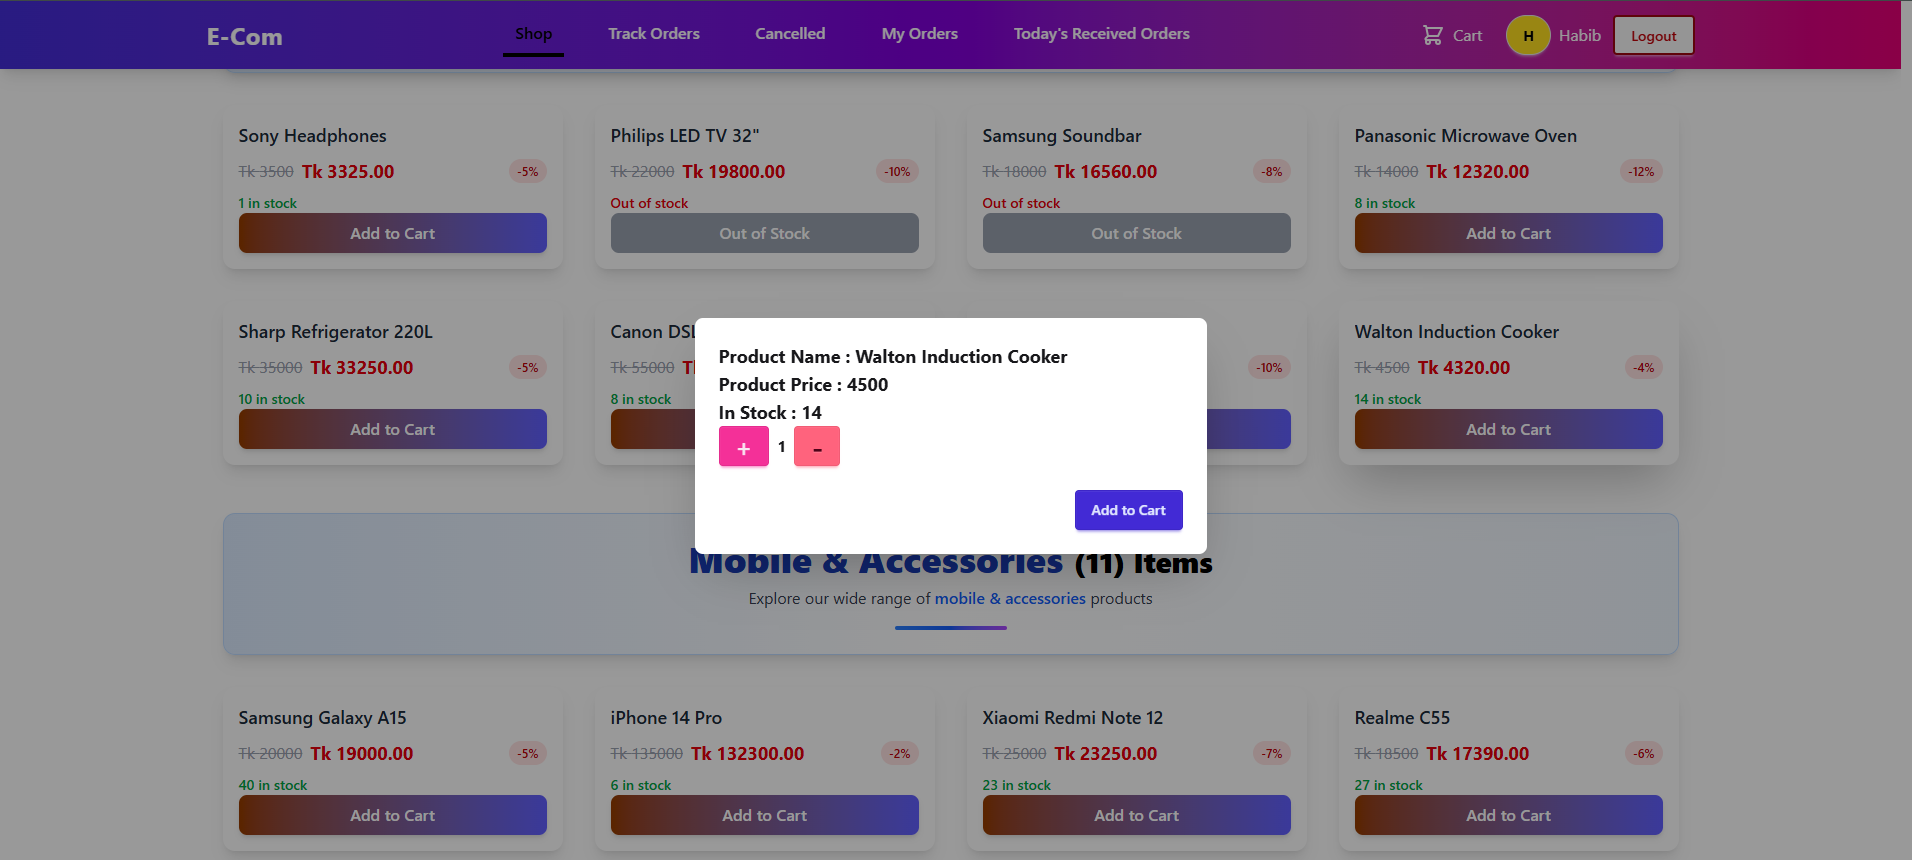 E-Com
Shop
Track Orders
Cancelled
My Orders
Today's Received Orders
Cart
H
Habib
Logout
Sony Headphones
Tk 3500 Tk 3325.00 -5%
1 in stock
Add to Cart
Philips LED TV 32"
Tk 22000 Tk 19800.00 -10%
Out of stock
Out of Stock
Samsung Soundbar
Tk 18000 Tk 16560.00 -8%
Out of stock
Out of Stock
Panasonic Microwave Oven
Tk 14000 Tk 12320.00 -12%
8 in stock
Add to Cart
Sharp Refrigerator 220L
Tk 35000 Tk 33250.00 -5%
10 in stock
Add to Cart
Canon
Tk 55000
8 in stock
-10%
Walton Induction Cooker
Tk 4500 Tk 4320.00 -4%
14 in stock
Add to Cart
Product Name : Walton Induction Cooker
Product Price : 4500
In Stock : 14
+ 1 -
Add to Cart
Mobile & Accessories (11) Items
Explore our wide range of mobile & accessories products
Samsung Galaxy A15
Tk 20000 Tk 19000.00 -5%
40 in stock
Add to Cart
iPhone 14 Pro
Tk 135000 Tk 132300.00 -2%
6 in stock
Add to Cart
Xiaomi Redmi Note 12
Tk 25000 Tk 23250.00 -7%
23 in stock
Add to Cart
Realme C55
Tk 18500 Tk 17390.00 -6%
27 in stock
Add to Cart